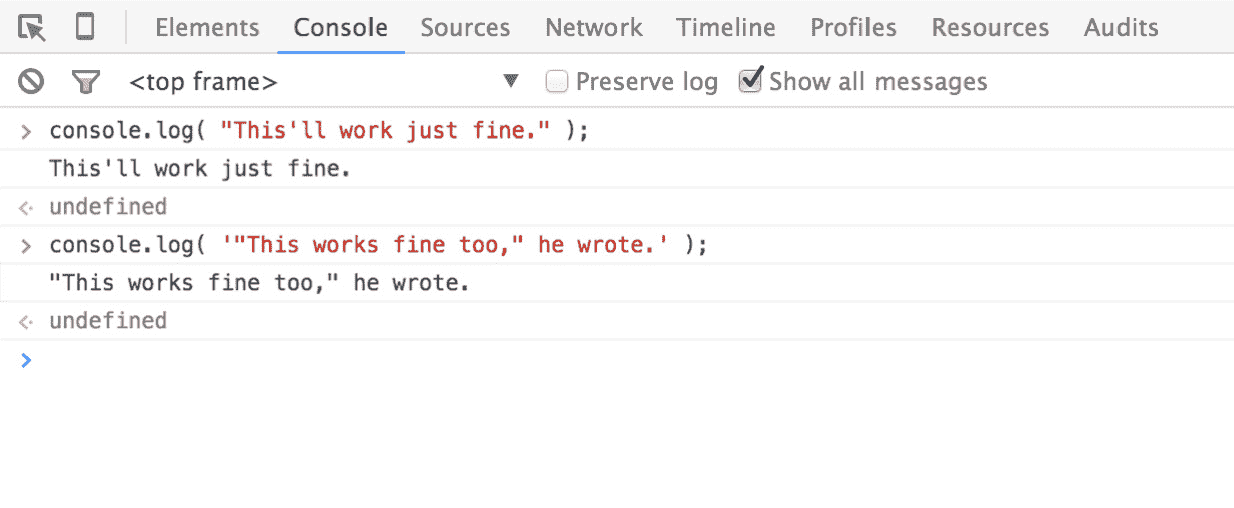 Elements Console Sources Network Timeline Profiles Resources Audits
<top frame> ▼ Preserve log Show all messages
> console.log( "This'll work just fine." );
This'll work just fine.
<· undefined
> console.log( '"This works fine too," he wrote.' );
"This works fine too," he wrote.
<· undefined
>